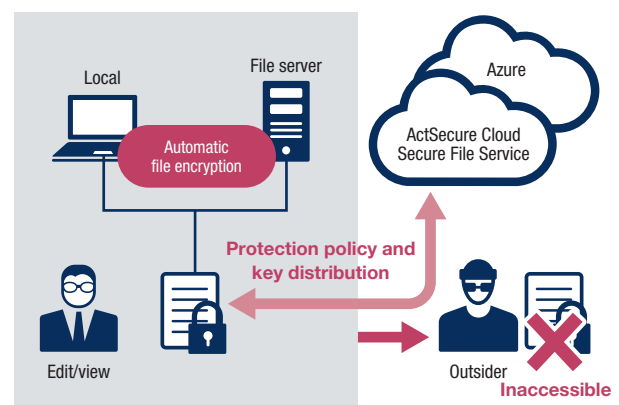 Local
File server
Automatic
file encryption
Azure
ActSecure Cloud
Secure File Service
Protection policy and
key distribution
Edit/view
Outsider
Inaccessible